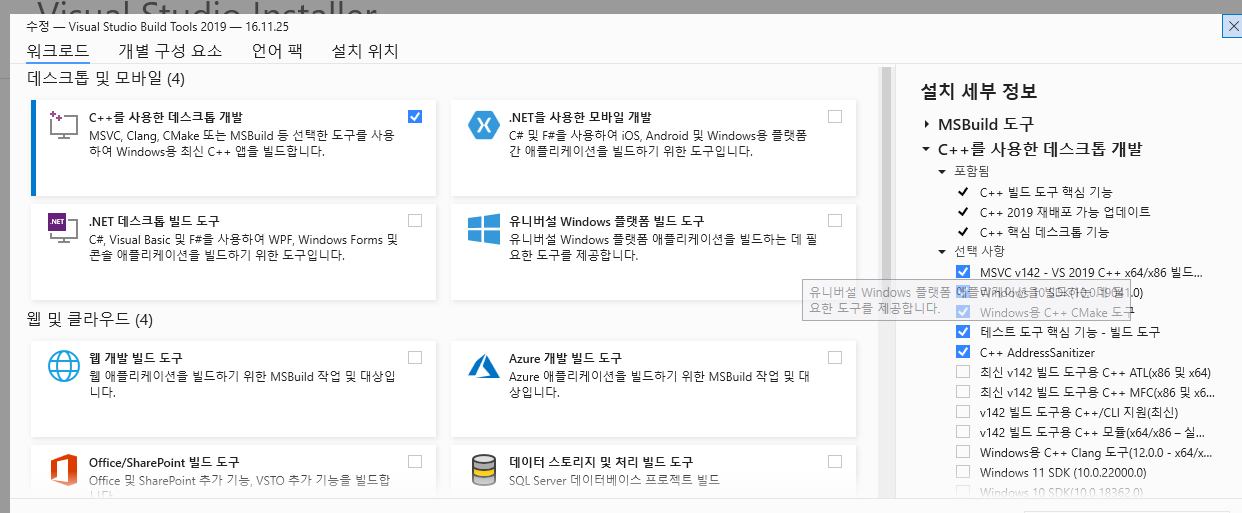 Visual Studio Installer
수정 — Visual Studio Build Tools 2019 — 16.11.25
워크로드 개별 구성 요소 언어 팩 설치 위치
데스크톱 및 모바일 (4)
C++를 사용한 데스크톱 개발
MSVC, Clang, CMake 또는 MSBuild 등 선택한 도구를 사용
하여 Windows용 최신 C++ 앱을 빌드합니다.
.NET을 사용한 모바일 개발
C# 및 F#을 사용하여 iOS, Android 및 Windows용 플랫폼
간 애플리케이션을 빌드하기 위한 도구입니다.
.NET
.NET 데스크톱 빌드 도구
C#, Visual Basic 및 F#을 사용하여 WPF, Windows Forms 및
콘솔 애플리케이션을 빌드하기 위한 도구입니다.
유니버설 Windows 플랫폼 빌드 도구
유니버설 Windows 플랫폼 애플리케이션을 빌드하는 데 필
요한 도구를 제공합니다.
웹 및 클라우드 (4)
웹 개발 빌드 도구
웹 애플리케이션을 빌드하기 위한 MSBuild 작업 및 대상입
니다.
Azure 개발 빌드 도구
Azure 애플리케이션을 빌드하기 위한 MSBuild 작업 및 대
상입니다.
Office/SharePoint 빌드 도구
Office 및 SharePoint 추가 기능, VSTO 추가 기능을 빌드합
니다.
데이터 스토리지 및 처리 빌드 도구
SQL Server 데이터베이스 프로젝트 빌드
설치 세부 정보
MSBuild 도구
C++를 사용한 데스크톱 개발
포함됨
C++ 빌드 도구 핵심 기능
C++ 2019 재배포 가능 업데이트
C++ 핵심 데스크톱 기능
선택 사항
MSVC v142 - VS 2019 C++ x64/x86 빌드...
Windows 10 SDK(10.0.19041.0)
Windows용 C++ CMake 도구
유니버설 Windows 플랫폼 애플리케이션을 빌드하는 데 필
요한 도구를 제공합니다.
테스트 도구 핵심 기능 - 빌드 도구
C++ AddressSanitizer
최신 v142 빌드 도구용 C++ ATL(x86 및 x64)
최신 v142 빌드 도구용 C++ MFC(x86 및 x6...
v142 빌드 도구용 C++/CLI 지원(최신)
v142 빌드 도구용 C++ 모듈(x64/x86 – 실...
Windows용 C++ Clang 도구(12.0.0 - x64/x...
Windows 11 SDK (10.0.22000.0)
Windows 10 SDK(10.0.18362.0)